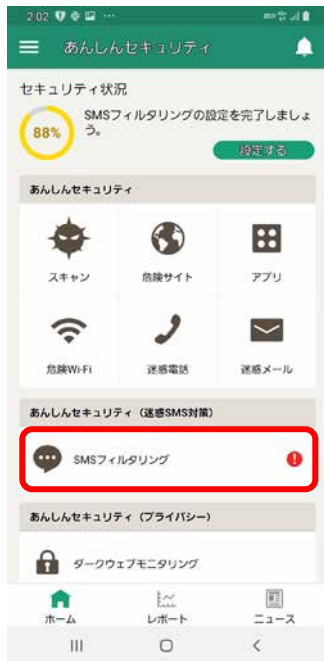 2:02
あんしんセキュリティ
セキュリティ状況
88%
SMSフィルタリングの設定を完了しましょ
う。
設定する
あんしんセキュリティ
スキャン
危険サイト
アプリ
危険Wi-Fi
迷惑電話
迷惑メール
あんしんセキュリティ（迷惑SMS対策）
SMSフィルタリング
あんしんセキュリティ（プライバシー）
ダークウェブモニタリング
ホーム
レポート
ニュース